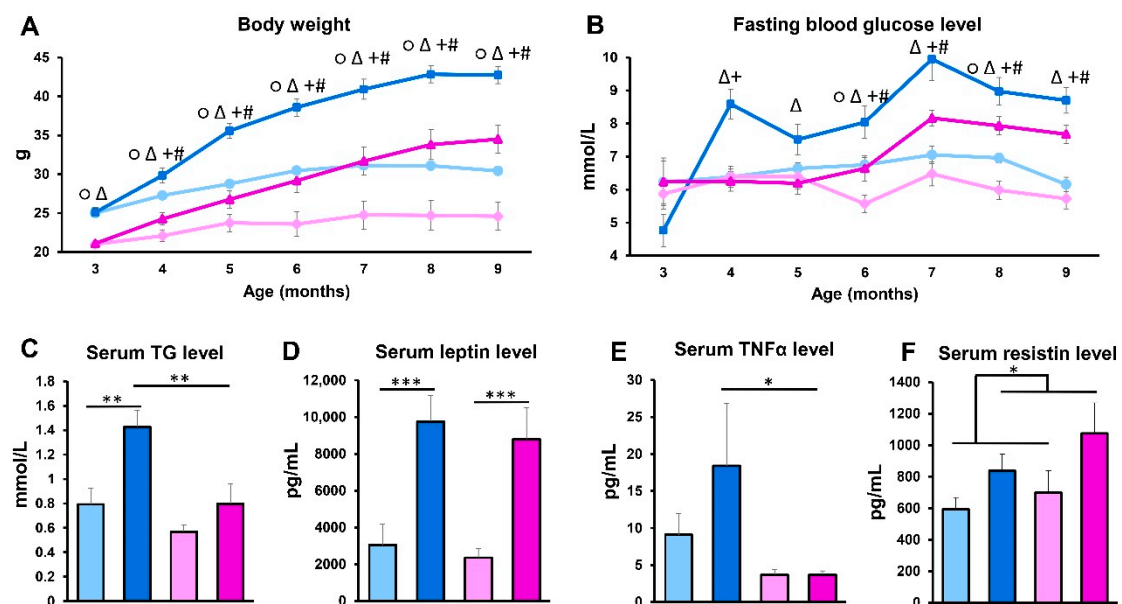 A
Body weight
45
40
35
30
25
20
g
○ Δ
○ Δ +#
○ Δ +#
○ Δ +#
○ Δ +#
○ Δ +#
○ Δ +#
3 4 5 6 7 8 9
Age (months)
B
Fasting blood glucose level
10
9
8
7
6
5
4
mmol/L
Δ+
Δ
○ Δ +#
Δ +#
○ Δ +#
Δ +#
3 4 5 6 7 8 9
Age (months)
C
Serum TG level
1.8
1.6
1.4
1.2
1
0.8
0.6
0.4
0.2
0
mmol/L
**
**
D
Serum leptin level
12,000
10,000
8000
6000
4000
2000
0
pg/mL
***
***
E
Serum TNFα level
30
25
20
15
10
5
0
pg/mL
*
F
Serum resistin level
1400
1200
1000
800
600
400
200
0
pg/mL
*